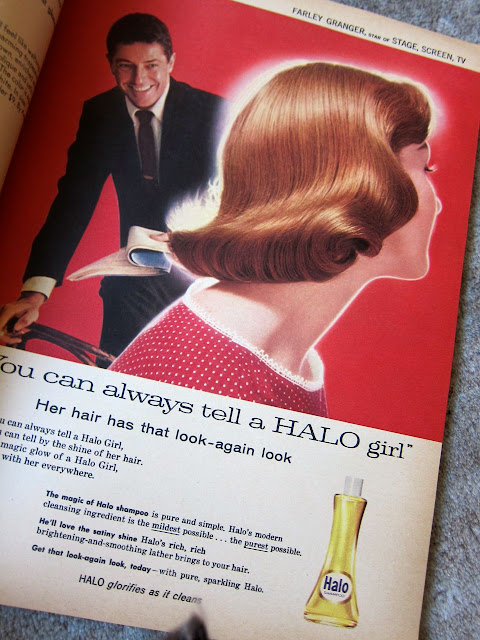 FARLEY GRANGER, STAR OF STAGE, SCREEN, TV
You can always tell a HALO girl"
Her hair has that look-again look
can always tell a Halo Girl,
can tell by the shine of her hair.
magic glow of a Halo Girl,
with her everywhere.
The magic of Halo shampoo is pure and simple. Halo's modern
cleansing ingredient is the mildest possible . . . the purest possible.
He'll love the satiny shine Halo's rich, rich
brightening-and-smoothing lather brings to your hair.
Get that look-again look, today—with pure, sparkling Halo.
HALO glorifies as it cleans
Halo
SHAMPOO